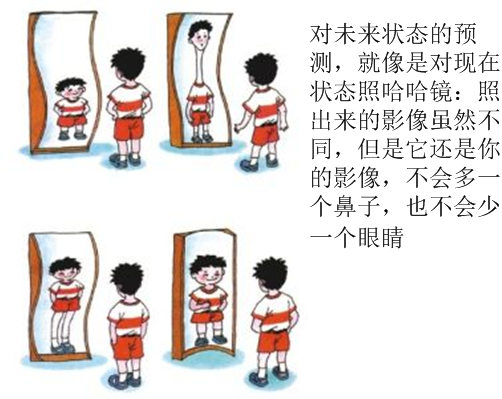 对未来状态的预
测，就像是对现在
状态照哈哈镜：照
出来的影像虽然不
同，但是它还是你
的影像，不会多一
个鼻子，也不会少
一个眼睛